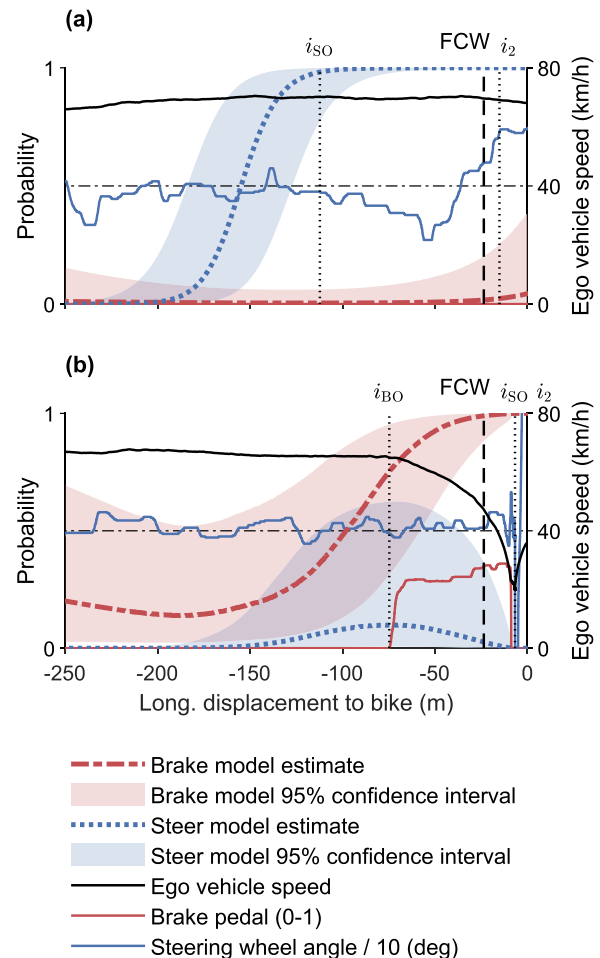 (a)
i_SO FCW i_2
1 80
Probability
40
Ego vehicle speed (km/h)
0 0
(b)
i_BO FCW i_SO i_2
1 80
Probability
40
Ego vehicle speed (km/h)
0 0
-250 -200 -150 -100 -50 0
Long. displacement to bike (m)
Brake model estimate
Brake model 95% confidence interval
Steer model estimate
Steer model 95% confidence interval
Ego vehicle speed
Brake pedal (0-1)
Steering wheel angle / 10 (deg)